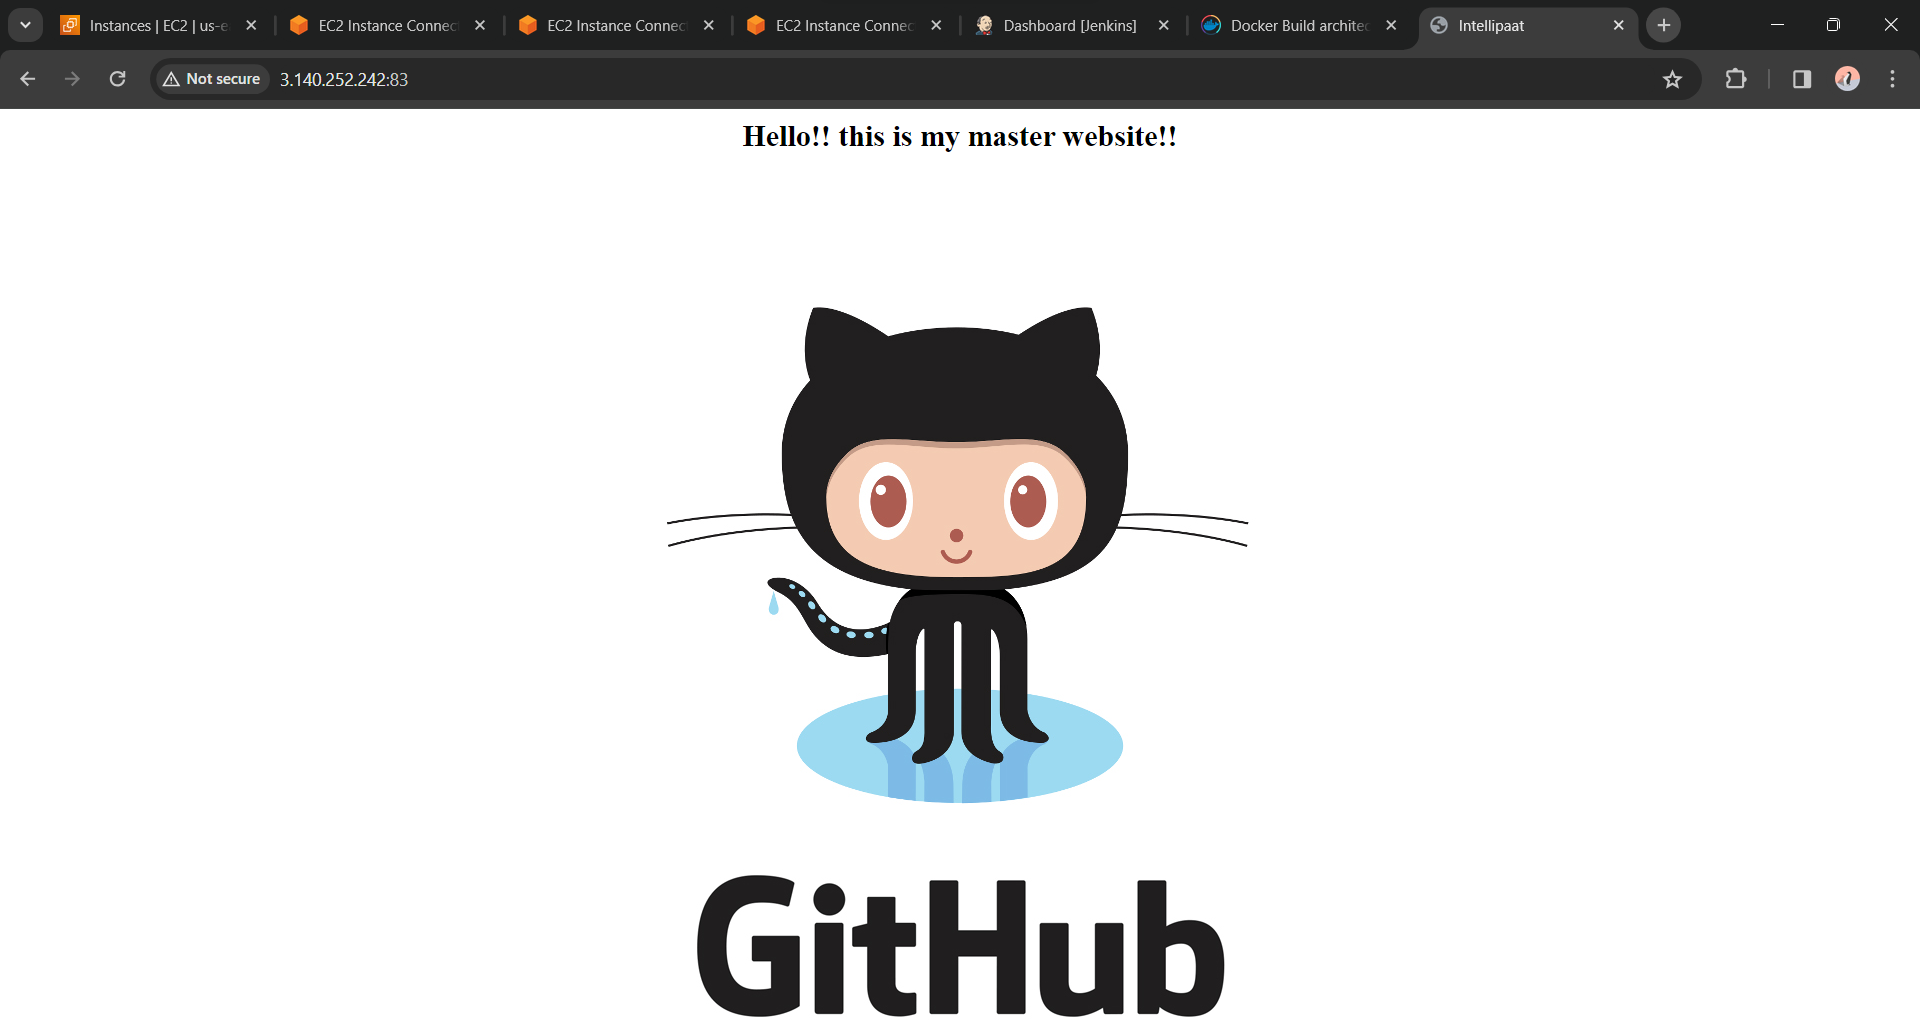 Instances | EC2 | us-e
EC2 Instance Connec
EC2 Instance Connec
EC2 Instance Connec
Dashboard [Jenkins]
Docker Build architec
Intellipaat
Not secure
3.140.252.242:83
Hello!! this is my master website!!
GitHub